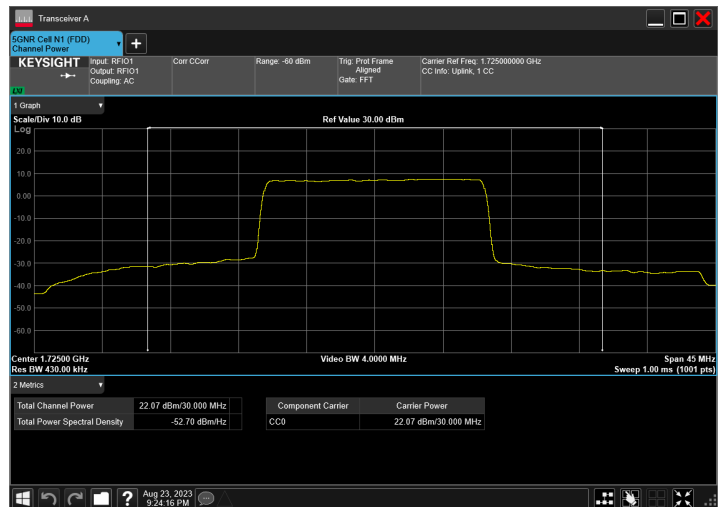 Transceiver A
5GNR Cell N1 (FDD)
Channel Power
KEYSIGHT
Input: RFIO1
Output: RFIO1
Coupling: AC
Corr CCorr
Range: -60 dBm
Trig: Prot Frame
Aligned
Gate: FFT
Carrier Ref Freq: 1.725000000 GHz
CC Info: Uplink, 1 CC
LXI
1 Graph
Scale/Div 10.0 dB
Ref Value 30.00 dBm
Log
20.0
10.0
0.00
-10.0
-20.0
-30.0
-40.0
-50.0
-60.0
Center 1.72500 GHz
Video BW 4.0000 MHz
Span 45 MHz
Res BW 430.00 kHz
Sweep 1.00 ms (1001 pts)
2 Metrics
Total Channel Power 22.07 dBm/30.000 MHz
Total Power Spectral Density -52.70 dBm/Hz
Component Carrier Carrier Power
CC0 22.07 dBm/30.000 MHz
?
Aug 23, 2023
9:24:16 PM